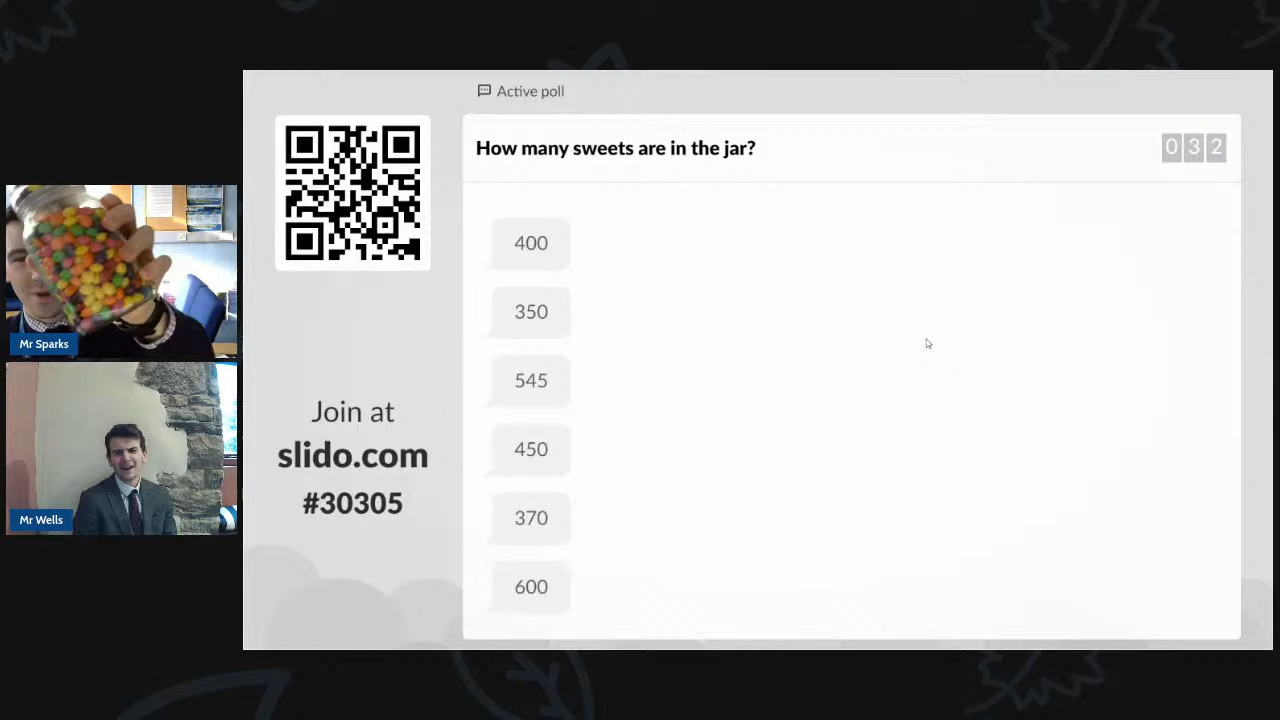 Active poll
How many sweets are in the jar?
032
400
350
545
450
370
600
Join at
slido.com
#30305
Mr Sparks
Mr Wells